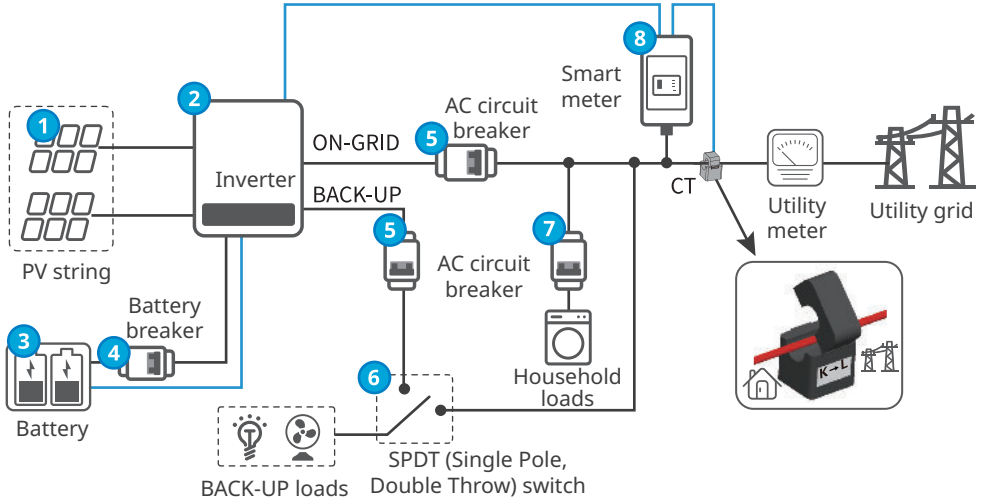 8
2
Smart
meter
1
AC circuit
breaker
5
ON-GRID
Inverter
BACK-UP
CT
Utility
meter
Utility grid
5
7
PV string
AC circuit
breaker
Battery
breaker
3
4
K→L
6
Household
loads
Battery
SPDT (Single Pole,
Double Throw) switch
BACK-UP loads